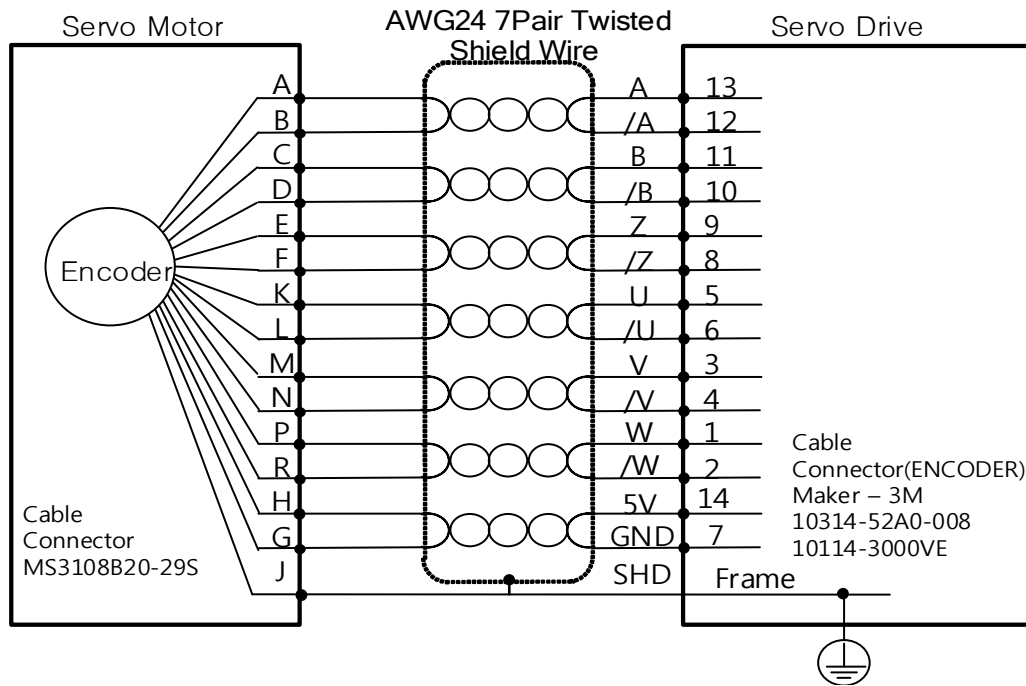 Servo Motor
AWG24 7Pair Twisted
Shield Wire
Servo Drive
A A 13
B /A 12
C B 11
D /B 10
E Z 9
Encoder
F /Z 8
K U 5
L /U 6
M V 3
N /V 4
P W 1
R /W 2
H 5V 14
G GND 7
J SHD Frame
Cable
Connector
MS3108B20-29S
Cable
Connector(ENCODER)
Maker – 3M
10314-52A0-008
10114-3000VE